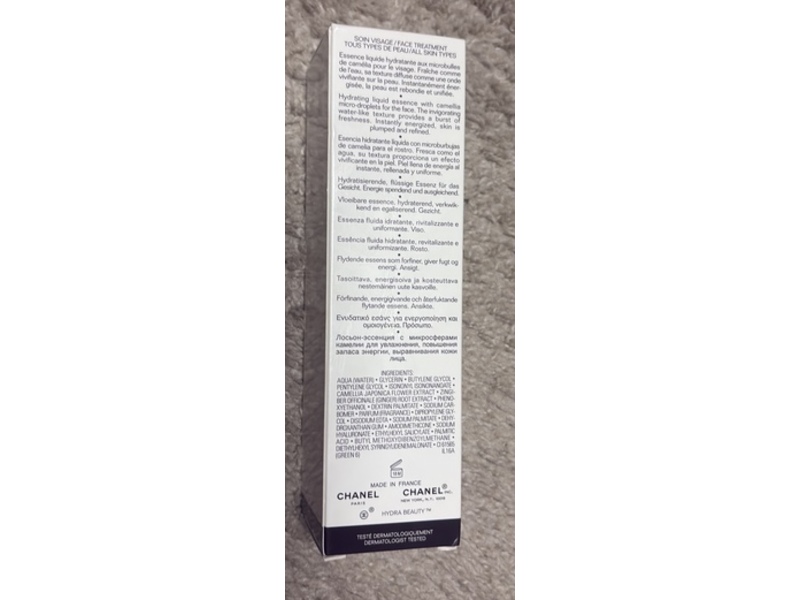 SOIN VISAGE/FACE TREATMENT
TOUS TYPES DE PEAU/ALL SKIN TYPES
Essence liquide hydratante aux microbulles
de camélia pour le visage. Fraîche comme
de l'eau, sa texture diffuse comme une onde
vivifiante sur la peau. Instantanément éner-
gisée, la peau est rebondie et unifiée.
•
Hydrating liquid essence with camellia
micro-droplets for the face. The invigorating
water-like texture provides a burst of
freshness. Instantly energized, skin is
plumped and refined.
•
Esencia hidratante líquida con microburbujas
de camelia para el rostro. Fresca como el
agua, su textura proporciona un efecto
vivificante en la piel. Piel llena de energía al
instante, rellenada y uniforme.
•
Hydratisierende, flüssige Essenz für das
Gesicht. Energie spendend und ausgleichend.
•
Vloeibare essence, hydraterend, verkwik-
kend en egaliserend. Gezicht.
•
Essenza fluida idratante, rivitalizzante e
uniformante. Viso.
•
Essência fluida hidratante, revitalizante e
uniformizante. Rosto.
•
Flydende essens som forfiner, giver fugt og
energi. Ansigt.
•
Tasoittava, energisoiva ja kosteuttava
nestemäinen uute kasvoille.
•
Förfinande, energigivande och återfuktande
flytande essens. Ansikte.
•
Ενυδατικό εσάνς για ενεργοποίηση και
ομοιογένεια. Πρόσωπο.
•
Лосьон-эссенция с микросферами
камелии для увлажнения, повышения
запаса энергии, выравнивания кожи
лица.
INGREDIENTS
AQUA (WATER) • GLYCERIN • BUTYLENE GLYCOL •
PENTYLENE GLYCOL • ISONONYL ISONONANOATE •
CAMELLIA JAPONICA FLOWER EXTRACT • ZINGI-
BER OFFICINALE (GINGER) ROOT EXTRACT • PHENO-
XYETHANOL • DEXTRIN PALMITATE • SODIUM CAR-
BOMER • PARFUM (FRAGRANCE) • DIPROPYLENE GLY-
COL • DISODIUM EDTA • SODIUM PALMITATE • DEHY-
DROXANTHAN GUM • AMODIMETHICONE • SODIUM
HYALURONATE • ETHYLHEXYL SALICYLATE • PALMITIC
ACID • BUTYL METHOXYDIBENZOYLMETHANE •
DIETHYLHEXYL SYRINGYLIDENEMALONATE •
(GREEN 5) IL16A
MADE IN FRANCE
CHANEL CHANEL® INC.
PARIS NEW YORK, N.Y.
® HYDRA BEAUTY™
TESTÉ DERMATOLOGIQUEMENT
DERMATOLOGIST TESTED